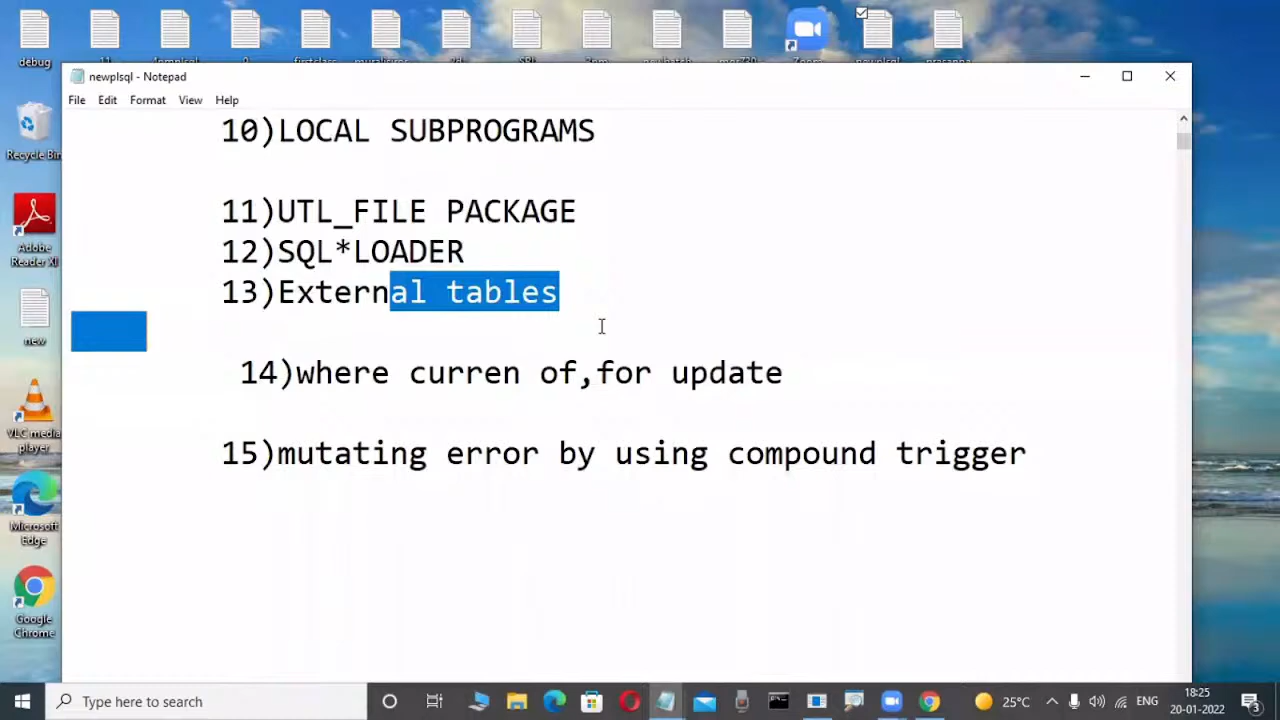 debug
newplsql - Notepad
File Edit Format View Help
Recycle Bin
Adobe
Reader XI
new
VLC media
player
Microsoft
Edge
Google
Chrome
10)LOCAL SUBPROGRAMS
11)UTL_FILE PACKAGE
12)SQL*LOADER
13)External tables
14)where curren of,for update
15)mutating error by using compound trigger
Type here to search
25°C
ENG
18:25
20-01-2022
3